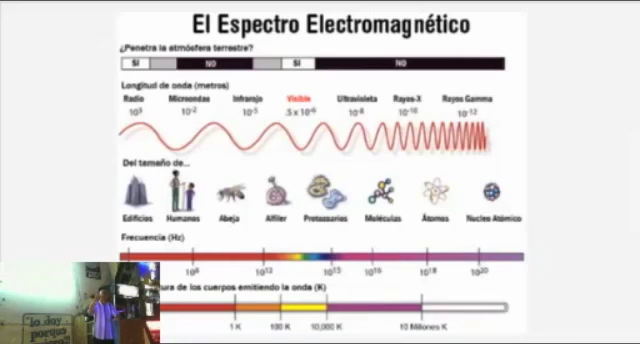 El Espectro Electromagnético
¿Penetra la atmósfera terrestre?
SI NO SI NO
Longitud de onda (metros)
Radio Microondas Infrarojo Visible Ultravioleta Rayos-X Rayos Gamma
10³ 10⁻² 10⁻⁵ .5 x 10⁻⁶ 10⁻⁸ 10⁻¹⁰ 10⁻¹²
Del tamaño de...
Edificios Humanos Abeja Alfiler Protozoarios Moléculas Átomos Nucleo Atómico
Frecuencia (Hz)
10⁸ 10¹² 10¹⁵ 10¹⁶ 10¹⁸ 10²⁰
ura de los cuerpos emitiendo la onda (K)
1 K 100 K 10,000 K 10 Millones K